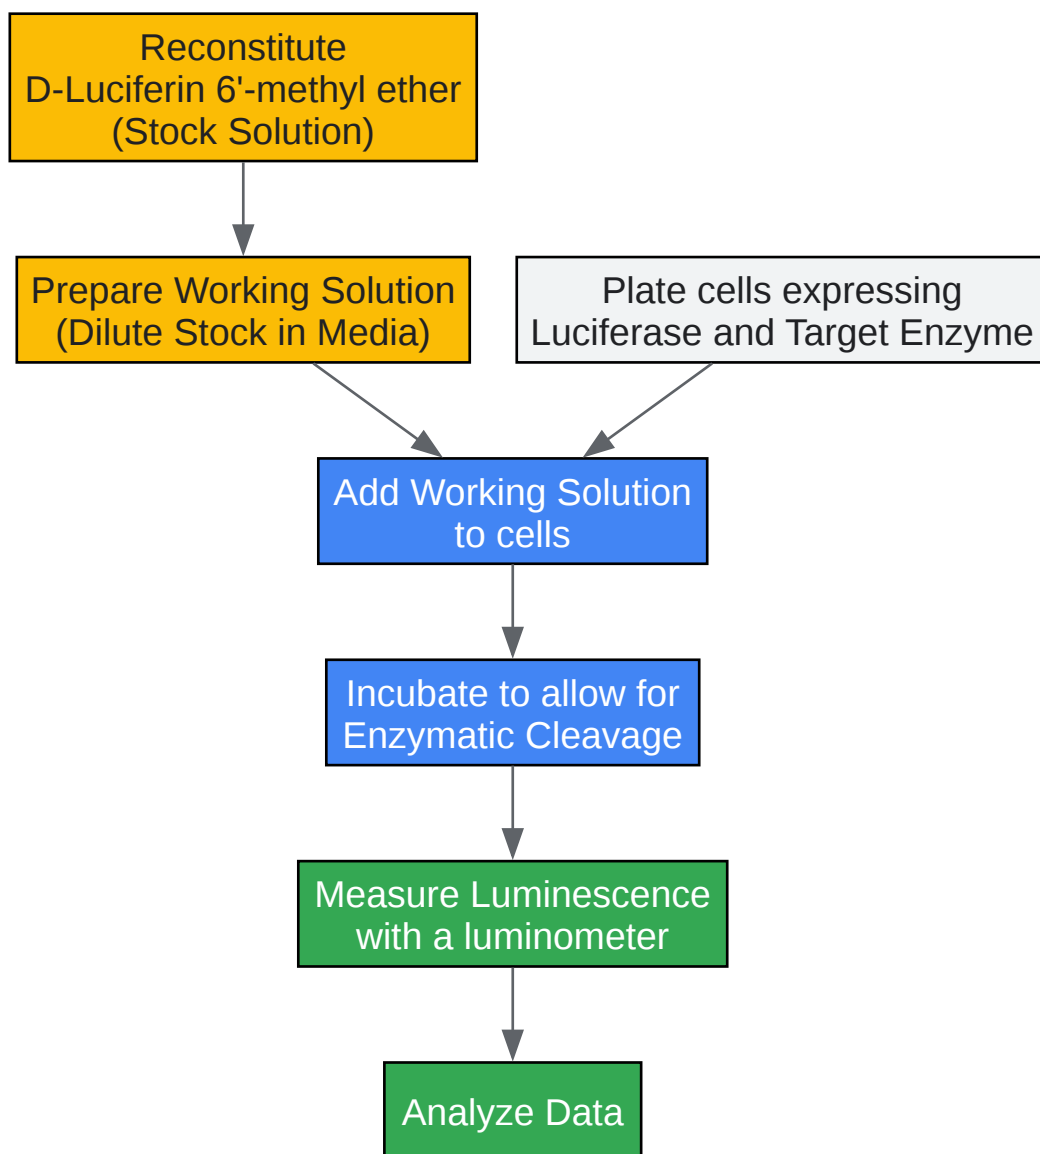 Reconstitute
D-Luciferin 6'-methyl ether
(Stock Solution)
Prepare Working Solution
(Dilute Stock in Media)
Plate cells expressing
Luciferase and Target Enzyme
Add Working Solution
to cells
Incubate to allow for
Enzymatic Cleavage
Measure Luminescence
with a luminometer
Analyze Data